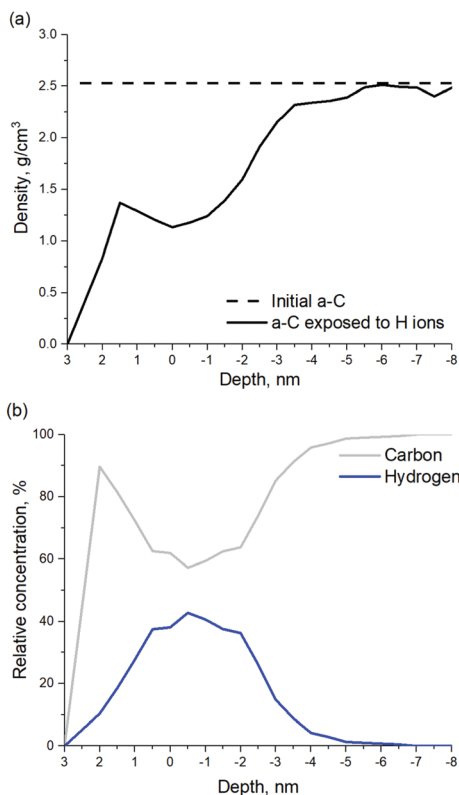 (a)
3.0
2.5
2.0
1.5
1.0
0.5
0.0
Density, g/cm³
Initial a-C
a-C exposed to H ions
3 2 1 0 -1 -2 -3 -4 -5 -6 -7 -8
Depth, nm
(b)
100
80
60
40
20
0
Relative concentration, %
Carbon
Hydrogen
3 2 1 0 -1 -2 -3 -4 -5 -6 -7 -8
Depth, nm